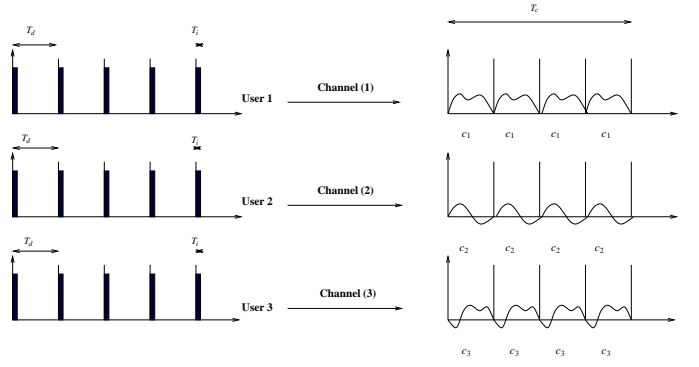 T_d T_i T_c
User 1 Channel (1)
c_1 c_1 c_1 c_1
T_d T_i
User 2 Channel (2)
c_2 c_2 c_2 c_2
T_d T_i
User 3 Channel (3)
c_3 c_3 c_3 c_3